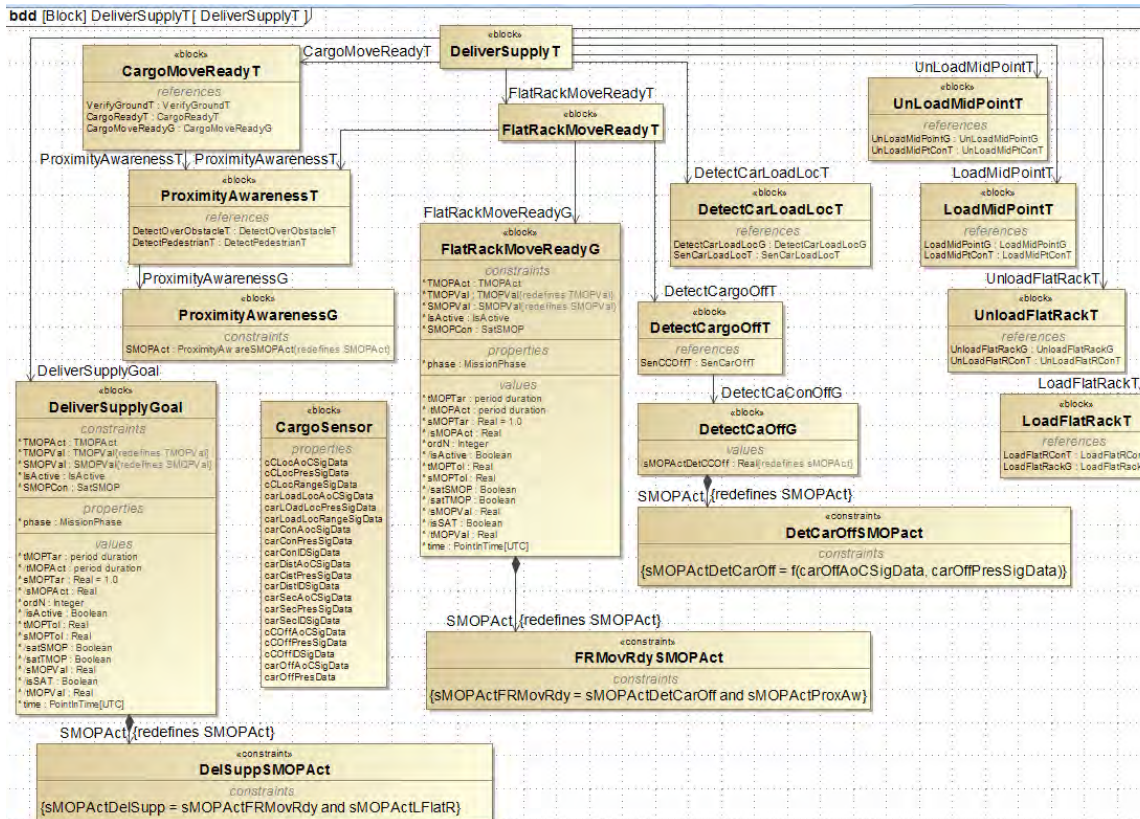 bdd [Block] DeliverSupplyT[ DeliverSupplyT ]
«block»
DeliverSupplyT
CargoMoveReadyT
«block»
CargoMoveReadyT
references
VerifyGroundT : VerifyGroundT
CargoReadyT : CargoReadyT
CargoMoveReadyG : CargoMoveReadyG
FlatRackMoveReadyT
«block»
FlatRackMoveReadyT
UnLoadMidPointT
«block»
UnLoadMidPointT
references
UnLoadMidPointG : UnLoadMidPointG
UnLoadMidPtConT : UnLoadMidPtConT
ProximityAwarenessT
ProximityAwarenessT
«block»
ProximityAwarenessT
references
DetectOverObstacleT : DetectOverObstacleT
DetectPedestrianT : DetectPedestrianT
DetectCarLoadLocT
«block»
DetectCarLoadLocT
references
DetectCarLoadLocG : DetectCarLoadLocG
SenCarLoadLocT : SenCarLoadLocT
LoadMidPointT
«block»
LoadMidPointT
references
LoadMidPointG : LoadMidPointG
LoadMidPtConT : LoadMidPtConT
FlatRackMoveReadyG
«block»
FlatRackMoveReadyG
constraints
^TMOPAct : TMOPAct
^TMOPVal : TMOPVal{redefines TMOPVal}
^SMOPVal : SMOPVal{redefines SMOPVal}
^IsActive : IsActive
^SMOPCon : SatSMOP
properties
^phase : MissionPhase
values
^tMOPTar : period duration
^/tMOPAct : period duration
^sMOPTar : Real = 1.0
^/sMOPAct : Real
^ordN : Integer
^/isActive : Boolean
^tMOPTol : Real
^sMOPTol : Real
^/satSMOP : Boolean
^/satTMOP : Boolean
^/sMOPVal : Real
^/isSAT : Boolean
^/tMOPVal : Real
^time : PointInTime[UTC]
ProximityAwarenessG
«block»
ProximityAwarenessG
constraints
SMOPAct : ProximityAwareSMOPAct{redefines SMOPAct}
DetectCargoOffT
«block»
DetectCargoOffT
references
SenCCOffT : SenCarOffT
UnloadFlatRackT
«block»
UnloadFlatRackT
references
UnloadFlatRackG : UnloadFlatRackG
UnLoadFlatRConT : UnLoadFlatRConT
DeliverSupplyGoal
«block»
DeliverSupplyGoal
constraints
^TMOPAct : TMOPAct
^TMOPVal : TMOPVal{redefines TMOPVal}
^SMOPVal : SMOPVal{redefines SMOPVal}
^IsActive : IsActive
^SMOPCon : SatSMOP
properties
^phase : MissionPhase
values
^tMOPTar : period duration
^/tMOPAct : period duration
^sMOPTar : Real = 1.0
^/sMOPAct : Real
^ordN : Integer
^/isActive : Boolean
^tMOPTol : Real
^sMOPTol : Real
^/satSMOP : Boolean
^/satTMOP : Boolean
^/sMOPVal : Real
^/isSAT : Boolean
^/tMOPVal : Real
^time : PointInTime[UTC]
«block»
CargoSensor
properties
cCLocAoCSigData
cCLocPresSigData
cCLocRangeSigData
carLoadLocAoCSigData
carLOadLocPresSigData
carLoadLocRangeSigData
carConAocSigData
carConPresSigData
carConIDSigData
carDistAoCSigData
carCistPresSigData
carDistIDSigData
carSecAoCSigData
carSecPresSigData
carSecIDSigData
cCOffAoCSigData
cCOffPresSigData
cCOffIDSigData
carOffAoCSigData
carOffPresData
DetectCaConOffG
«block»
DetectCaOffG
values
sMOPActDetCCOff : Real{redefines sMOPAct}
LoadFlatRackT
«block»
LoadFlatRackT
references
LoadFlatRConT : LoadFlatRCon
LoadFlatRackG : LoadFlatRack
SMOPAct {redefines SMOPAct}
«constraint»
DetCarOffSMOPact
constraints
{sMOPActDetCarOff = f(carOffAoCSigData, carOffPresSigData)}
SMOPAct {redefines SMOPAct}
«constraint»
FRMovRdySMOPAct
constraints
{sMOPActFRMovRdy = sMOPActDetCarOff and sMOPActProxAw}
SMOPAct {redefines SMOPAct}
«constraint»
DelSuppSMOPAct
constraints
{sMOPActDelSupp = sMOPActFRMovRdy and sMOPActLFlatR}